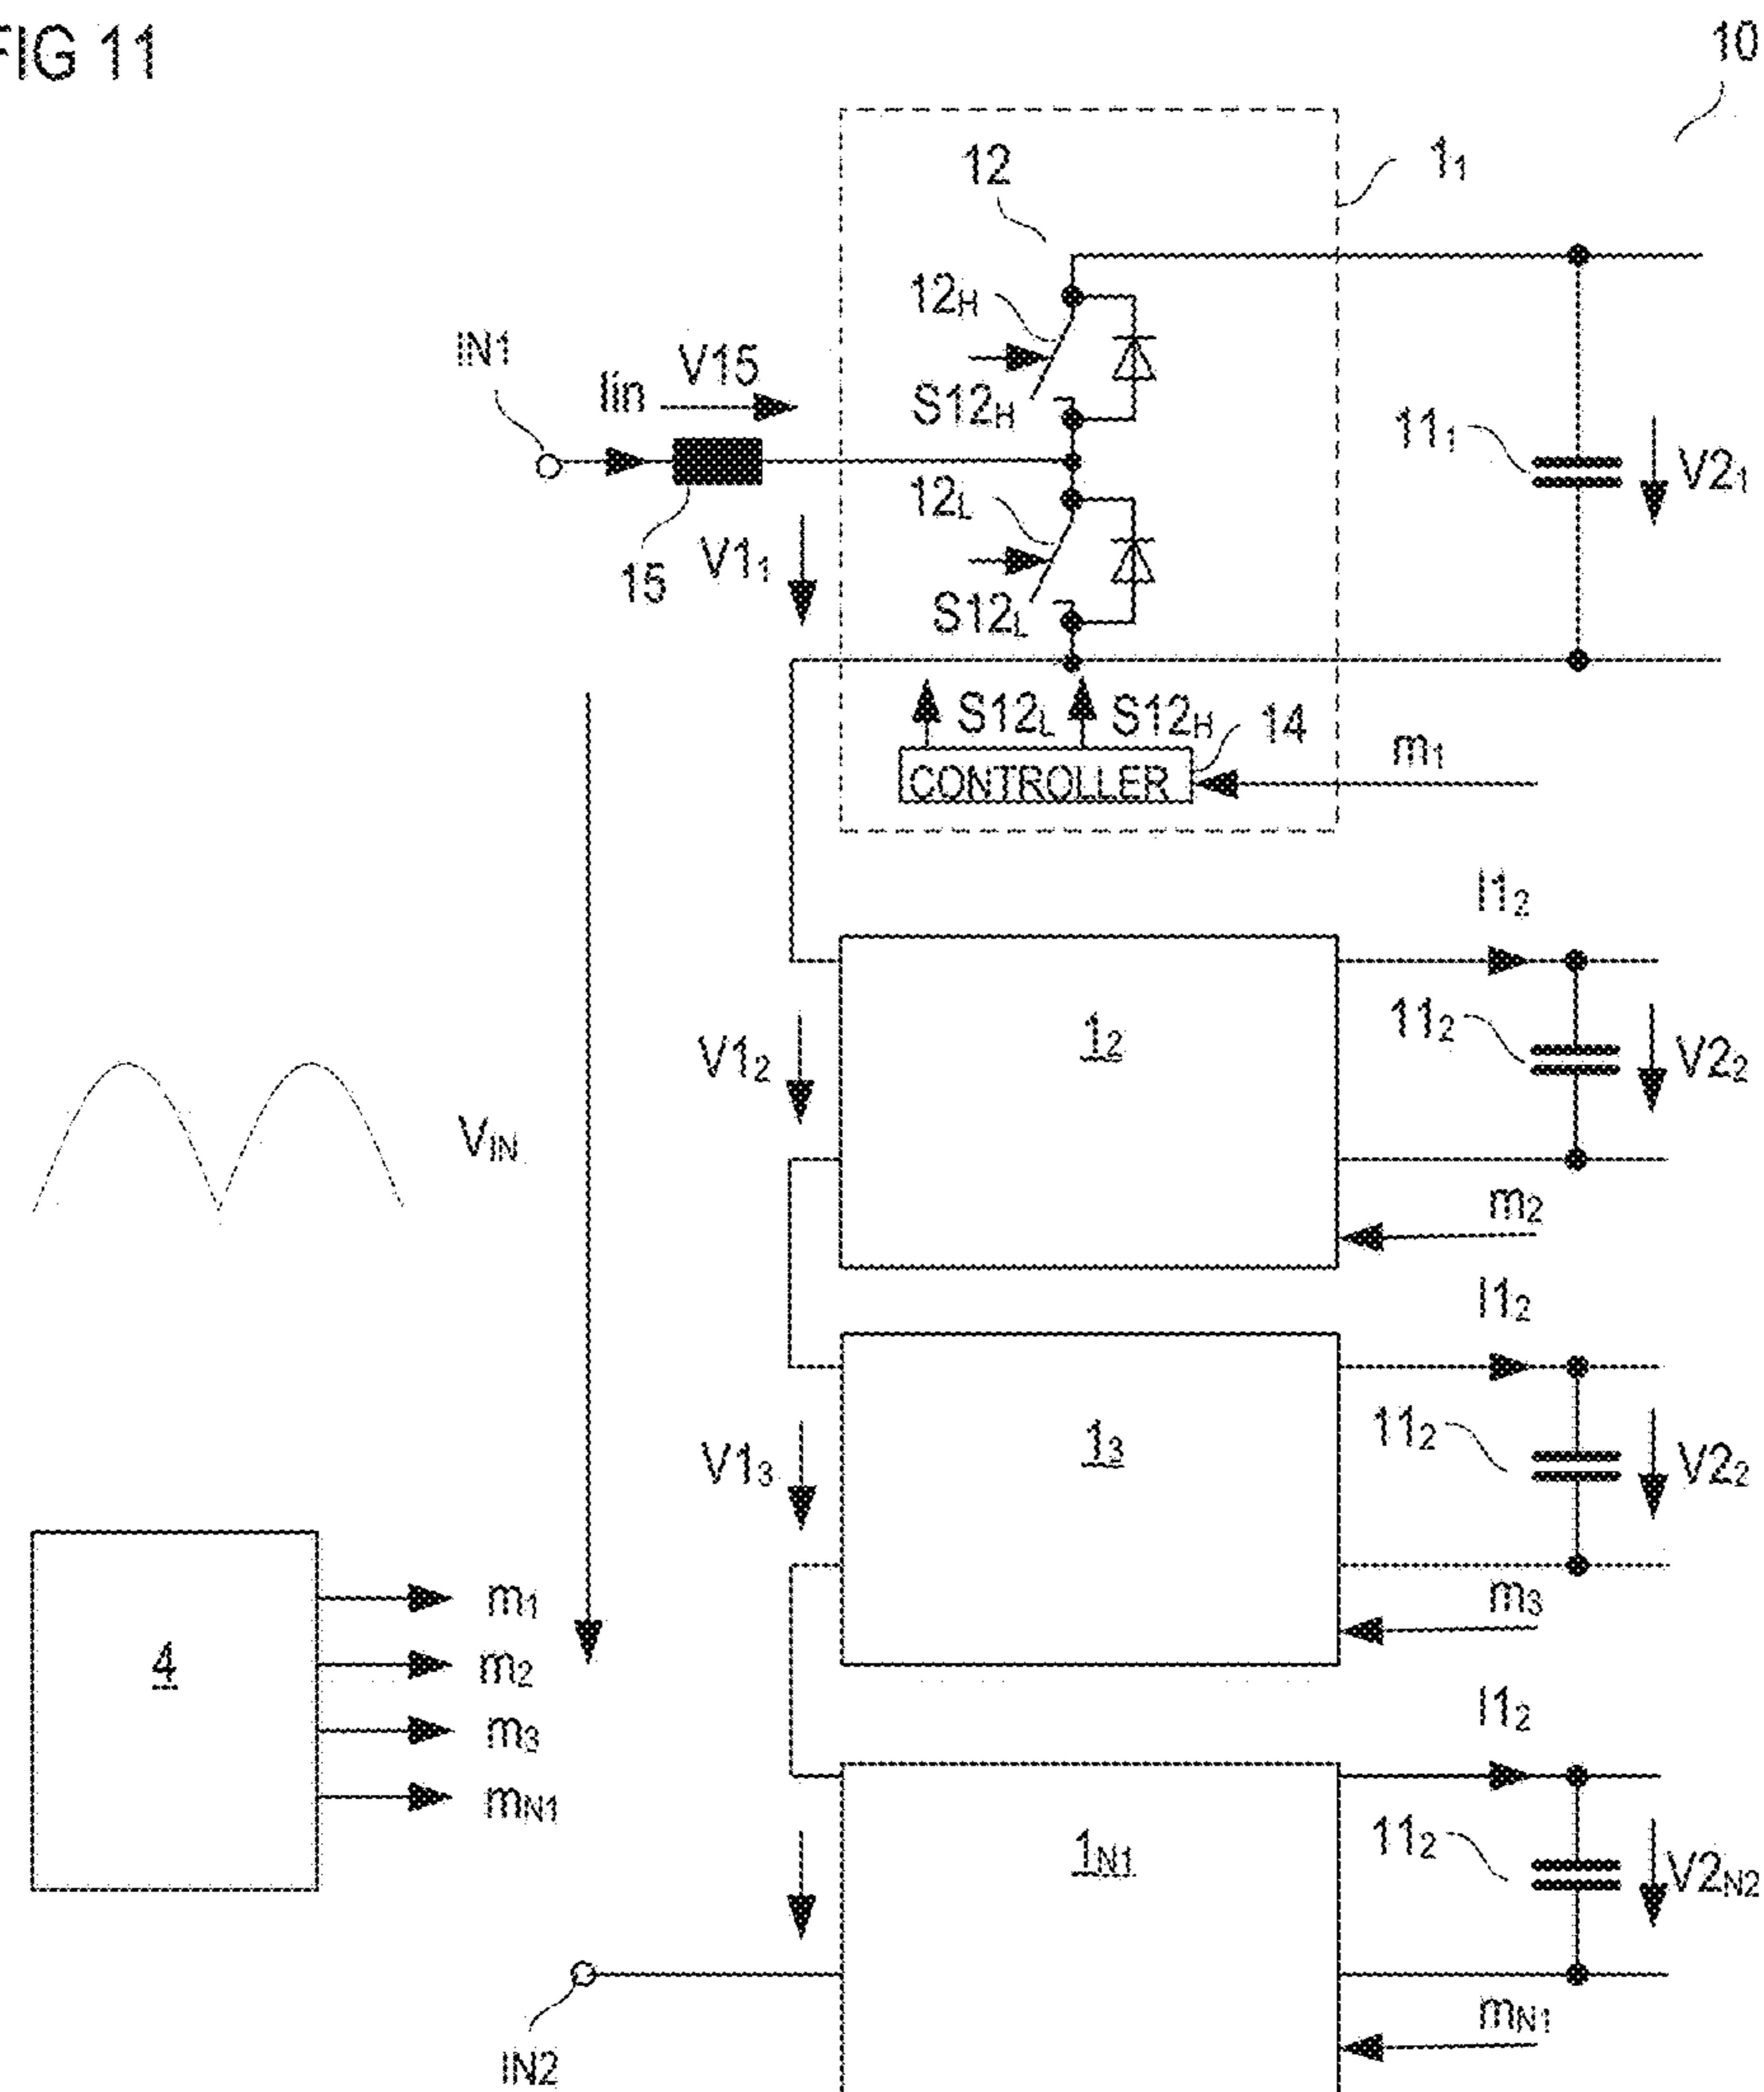 FIG 11
10
12
1₁
12H
IN1
Iin
V15
S12H
11₁
V2₁
12L
15
V1₁
S12L
S12L
S12H
14
CONTROLLER
m₁
I1₂
1₂
11₂
V1₂
V2₂
VIN
m₂
I1₂
1₃
11₂
V1₃
V2₂
m₃
4
m₁
m₂
m₃
mN1
I1₂
1N1
11₂
V2N2
mN1
IN2